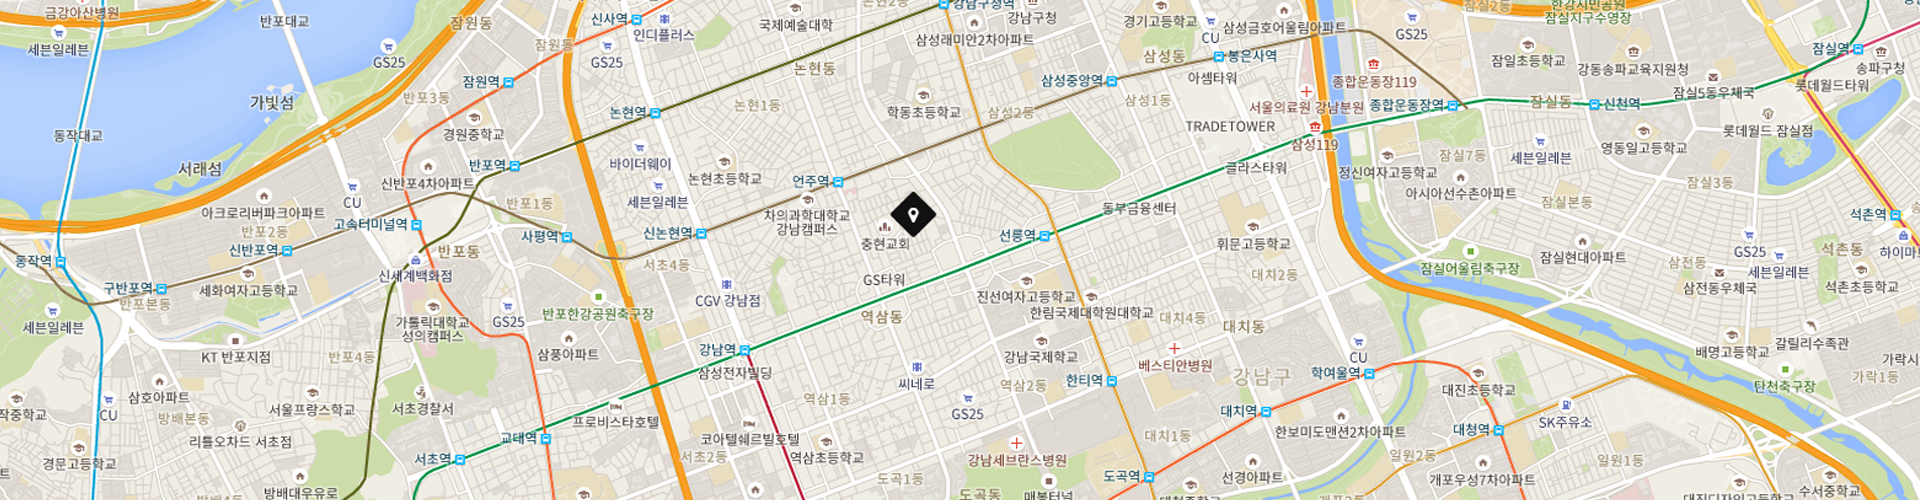 금강아산병원
반포대교
잠원동
신사역
인디플러스
국제예술대학
논현2동
강남구청역
강남구청
경기고등학교
CU
삼성금호어울림아파트
GS25
잠실2동
한강시민공원
잠실지구수영장
잠실역
송파구청
세븐일레븐
GS25
잠원동
GS25
삼성래미안2차아파트
삼성동
봉은사역
잠일초등학교
강동송파교육지원청
잠원역
논현동
삼성중앙역
아셈타워
종합운동장119
잠실5동우체국
롯데월드타워
가빛섬
반포3동
논현역
논현1동
학동초등학교
삼성2동
삼성1동
서울의료원 강남분원
종합운동장역
잠실동
신천역
동작대교
경원중학교
TRADETOWER
삼성119
롯데월드 잠실점
영동일고등학교
서래섬
반포역
바이더웨이
논현초등학교
글라스타워
정신여자고등학교
잠실7동
세븐일레븐
신반포4차아파트
언주역
CU
세븐일레븐
아시아선수촌아파트
잠실3동
아크로리버파크아파트
고속터미널역
반포1동
차의과학대학교
강남캠퍼스
동부금융센터
잠실본동
석촌역
반포2동
신반포역
반포동
사평역
신논현역
충현교회
선릉역
휘문고등학교
잠실현대아파트
GS25
석촌동
동작역
신세계백화점
서초4동
GS타워
대치2동
잠실어울림축구장
삼전동
세븐일레븐
구반포역
세화여자고등학교
반포본동
CGV 강남점
진선여자고등학교
삼전동우체국
석촌초등학교
세븐일레븐
가톨릭대학교
성의캠퍼스
GS25
반포한강공원축구장
역삼동
한림국제대학원대학교
대치4동
대치동
KT 반포지점
반포4동
삼풍아파트
강남역
강남국제학교
CU
배명고등학교
갈릴리수족관
삼성전자빌딩
베스티안병원
강남구
학여울역
가락1동
삼호아파트
씨네로
역삼2동
한티역
대진초등학교
탄천축구장
CU
방배본동
서울프랑스학교
서초경찰서
프로비스타호텔
역삼1동
GS25
대치역
SK주유소
리틀오차드 서초점
교대역
코아텔쉐르빌호텔
대치1동
한보미도맨션2차아파트
대청역
경문고등학교
서초역
서초2동
역삼초등학교
강남세브란스병원
일원2동
일원1동
방배대우유로
도곡1동
도곡역
선경아파트
개포우성7차아파트
도곡동
매봉터널
수서중학교